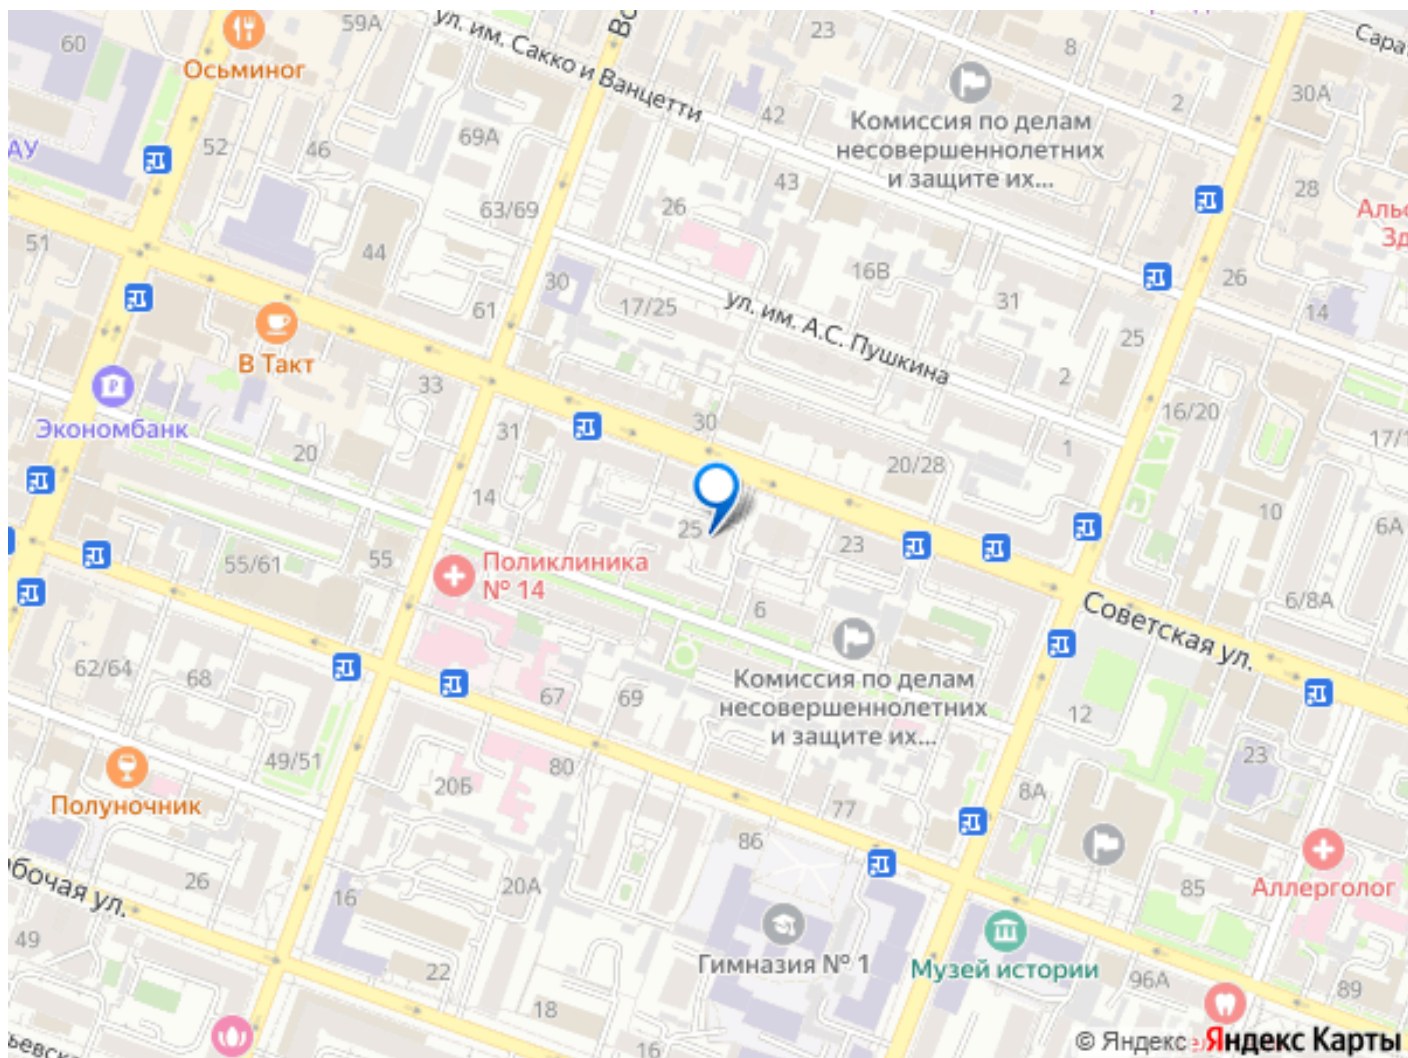 59А
60
Осьминог
АУ
52
46
69А
ул. им. Сакко и Ванцетти
Во
23
8
Сара
42
Комиссия по делам
несовершеннолетних
и защите их...
2
30А
43
28
Аль
Зд
63/69
26
51
44
16В
30
17/25
ул. им. А.С. Пушкина
31
26
14
61
25
В Такт
33
2
Экономбанк
16/20
17/1
20
31
30
20/28
1
14
25
23
10
6А
55/61
55
Поликлиника
№ 14
6
6/8А
Советская ул.
62/64
68
67
69
Комиссия по делам
несовершеннолетних
и защите их...
12
23
49/51
80
20Б
Полуночник
77
8А
86
обочая ул.
26
16
20А
85
Аллерголог
49
22
Гимназия № 1
Музей истории
96А
89
18
16
ьевск
© Яндекс
Яндекс Карты